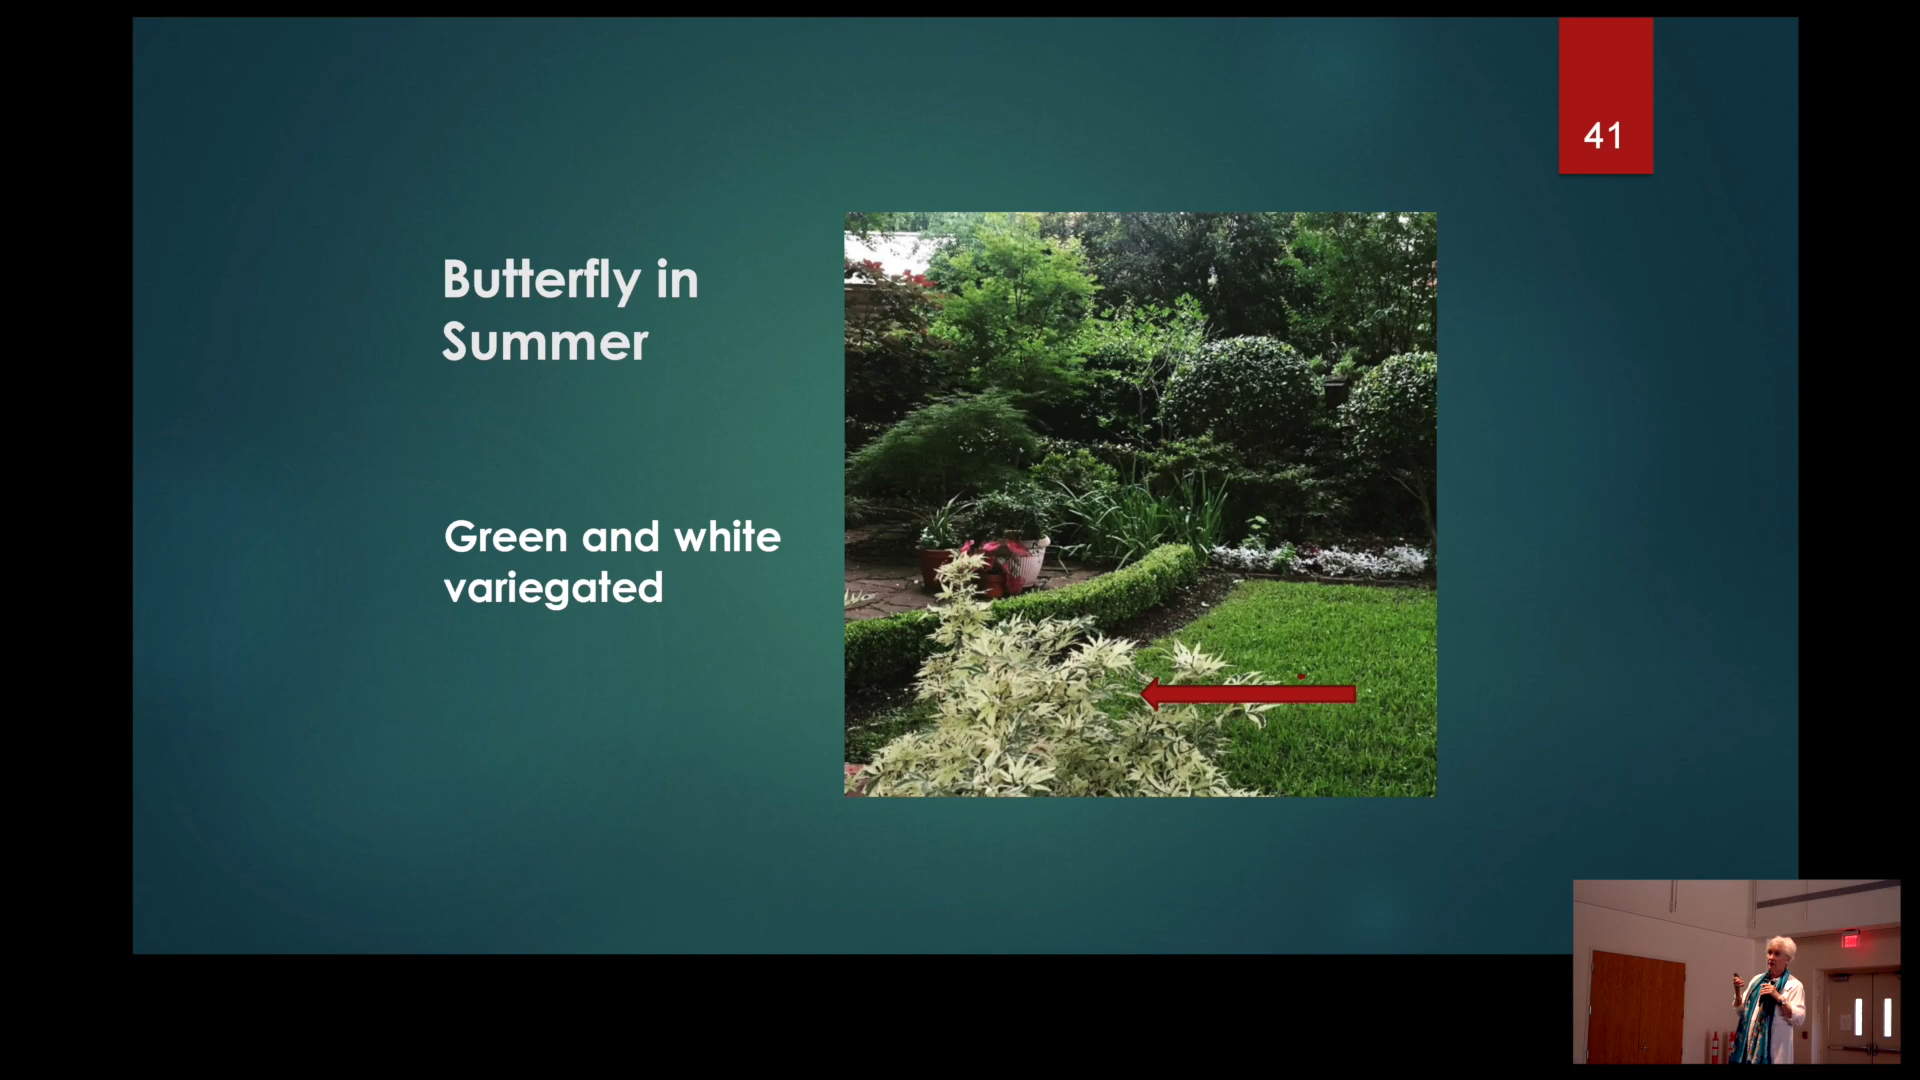 41
Butterfly in
Summer
Green and white
variegated